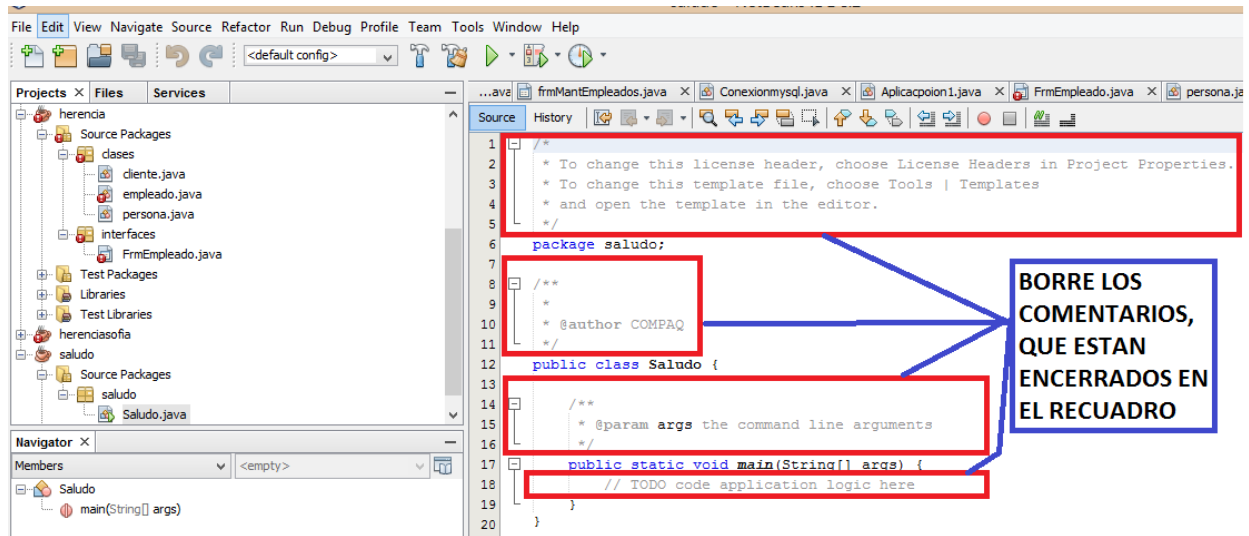 File Edit View Navigate Source Refactor Run Debug Profile Team Tools Window Help
<default config>
Projects Files Services
herencia
Source Packages
clases
cliente.java
empleado.java
persona.java
interfaces
FrmEmpleado.java
Test Packages
Libraries
Test Libraries
herenciasofia
saludo
Source Packages
saludo
Saludo.java
Navigator
Members <empty>
Saludo
main(String[] args)
...ava frmMantEmpleados.java Conexionmysql.java Aplicacpoion1.java FrmEmpleado.java persona.ja
Source History
1 /*
2 * To change this license header, choose License Headers in Project Properties.
3 * To change this template file, choose Tools | Templates
4 * and open the template in the editor.
5 */
6 package saludo;
7
8 /**
9 *
10 * @author COMPAQ
11 */
12 public class Saludo {
13
14 /**
15 * @param args the command line arguments
16 */
17 public static void main(String[] args) {
18 // TODO code application logic here
19 }
20 }
BORRE LOS
COMENTARIOS,
QUE ESTAN
ENCERRADOS EN
EL RECUADRO